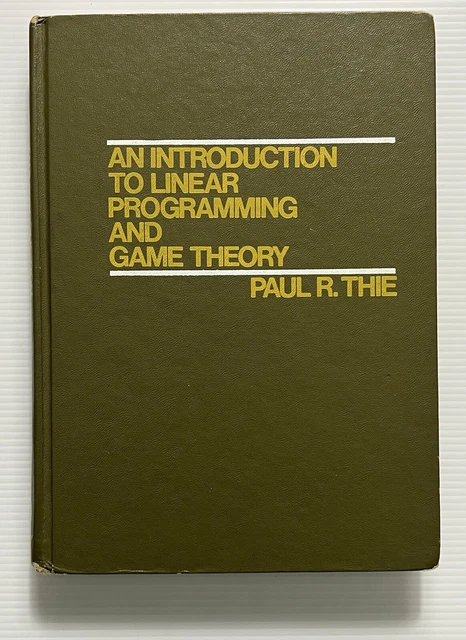 AN INTRODUCTION
TO LINEAR
PROGRAMMING
AND
GAME THEORY
PAUL R. THIE